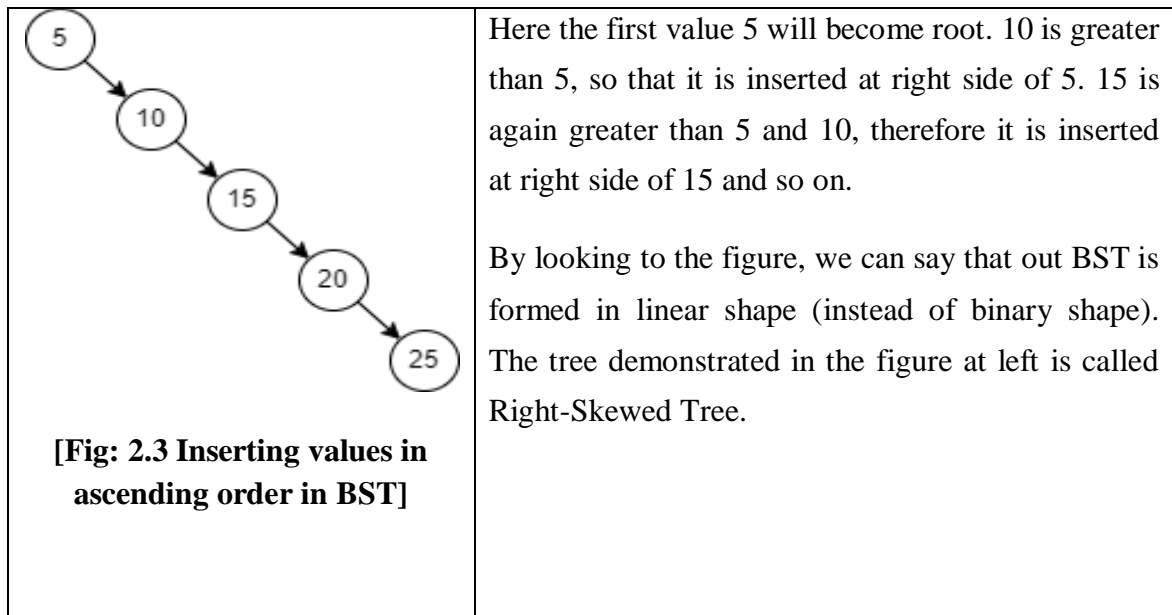 5
10
15
20
25
[Fig: 2.3 Inserting values in
ascending order in BST]
Here the first value 5 will become root. 10 is greater
than 5, so that it is inserted at right side of 5. 15 is
again greater than 5 and 10, therefore it is inserted
at right side of 15 and so on.
By looking to the figure, we can say that out BST is
formed in linear shape (instead of binary shape).
The tree demonstrated in the figure at left is called
Right-Skewed Tree.